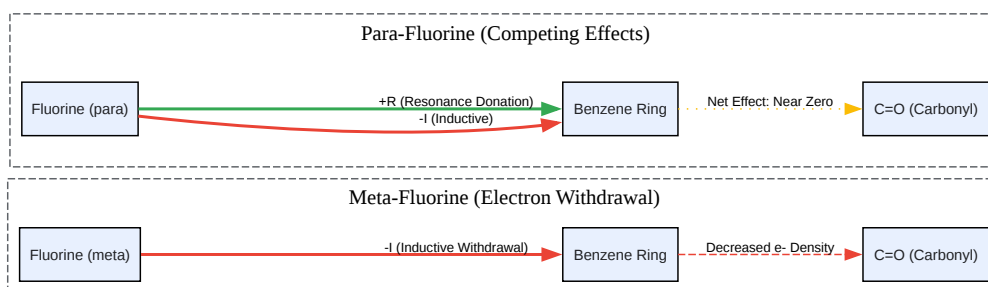 Para-Fluorine (Competing Effects)
Fluorine (para)
+R (Resonance Donation)
-I (Inductive)
Benzene Ring
Net Effect: Near Zero
C=O (Carbonyl)
Meta-Fluorine (Electron Withdrawal)
Fluorine (meta)
-I (Inductive Withdrawal)
Benzene Ring
Decreased e- Density
C=O (Carbonyl)